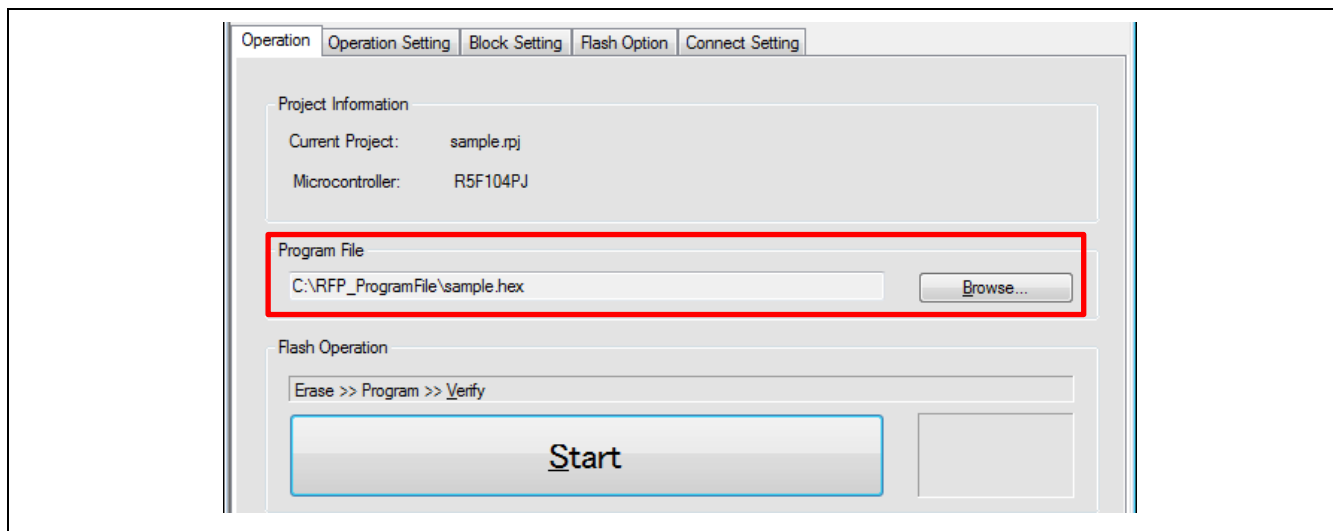 Operation Operation Setting Block Setting Flash Option Connect Setting
Project Information
Current Project: sample.rpj
Microcontroller: R5F104PJ
Program File
C:\RFP_ProgramFile\sample.hex Browse...
Flash Operation
Erase >> Program >> Verify
Start